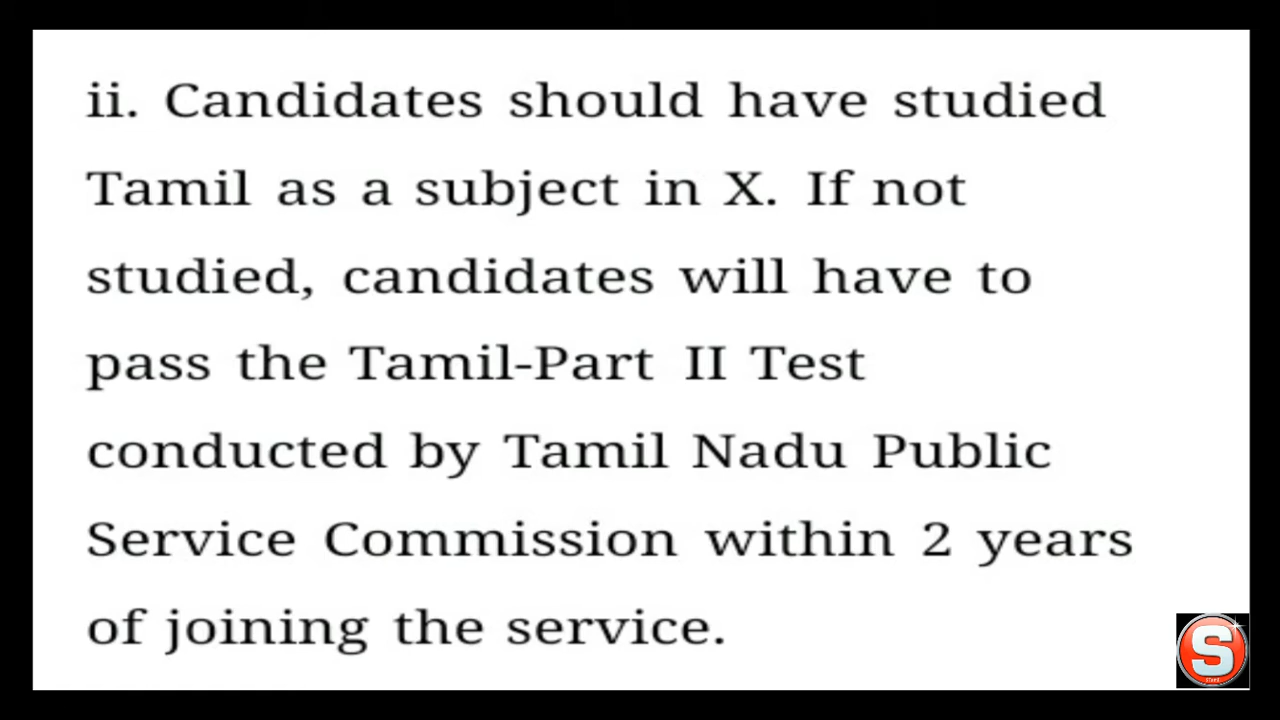 ii. Candidates should have studied
Tamil as a subject in X. If not
studied, candidates will have to
pass the Tamil-Part II Test
conducted by Tamil Nadu Public
Service Commission within 2 years
of joining the service.
S